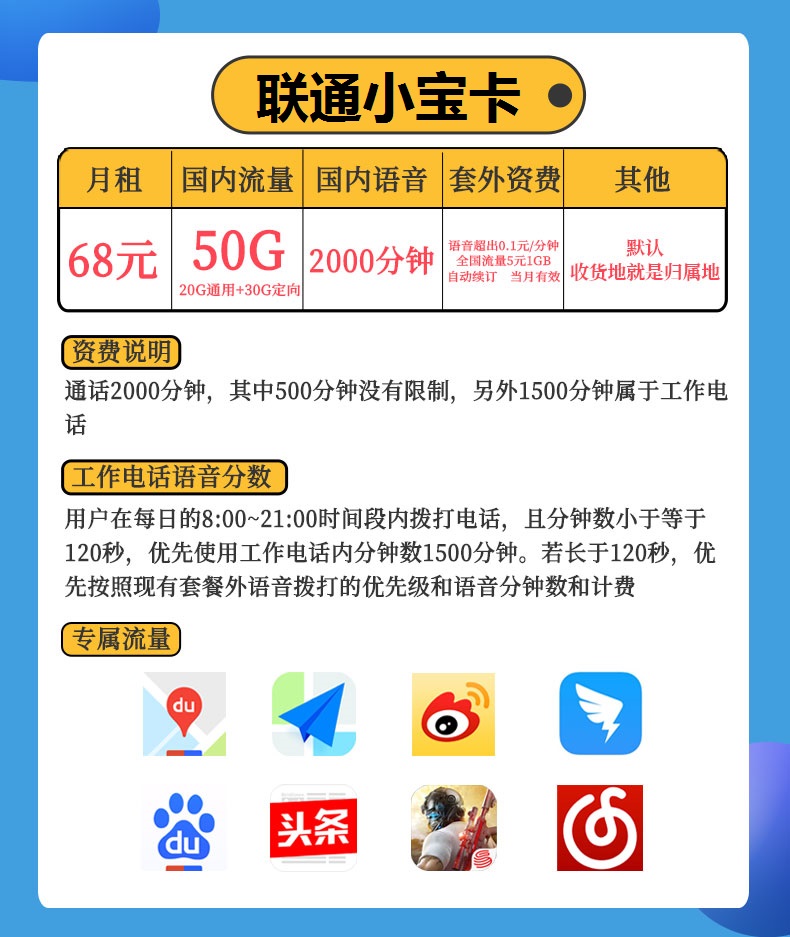 联通小宝卡
月租 国内流量 国内语音 套外资费 其他
68元
50G
20G通用+30G定向
2000分钟
语音超出0.1元/分钟
全国流量5元1GB
自动续订 当月有效
默认
收货地就是归属地
资费说明
通话2000分钟，其中500分钟没有限制，另外1500分钟属于工作电
话
工作电话语音分数
用户在每日的8:00~21:00时间段内拨打电话，且分钟数小于等于
120秒，优先使用工作电话内分钟数1500分钟。若长于120秒，优
先按照现有套餐外语音拨打的优先级和语音分钟数和计费
专属流量
du
du
头条